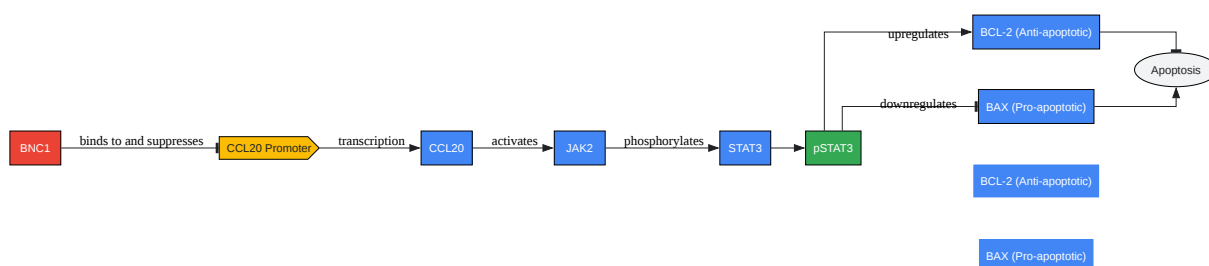 BCL-2 (Anti-apoptotic)
upregulates
Apoptosis
downregulates
BAX (Pro-apoptotic)
BNC1
binds to and suppresses
CCL20 Promoter
transcription
CCL20
activates
JAK2
phosphorylates
STAT3
pSTAT3
BCL-2 (Anti-apoptotic)
BAX (Pro-apoptotic)